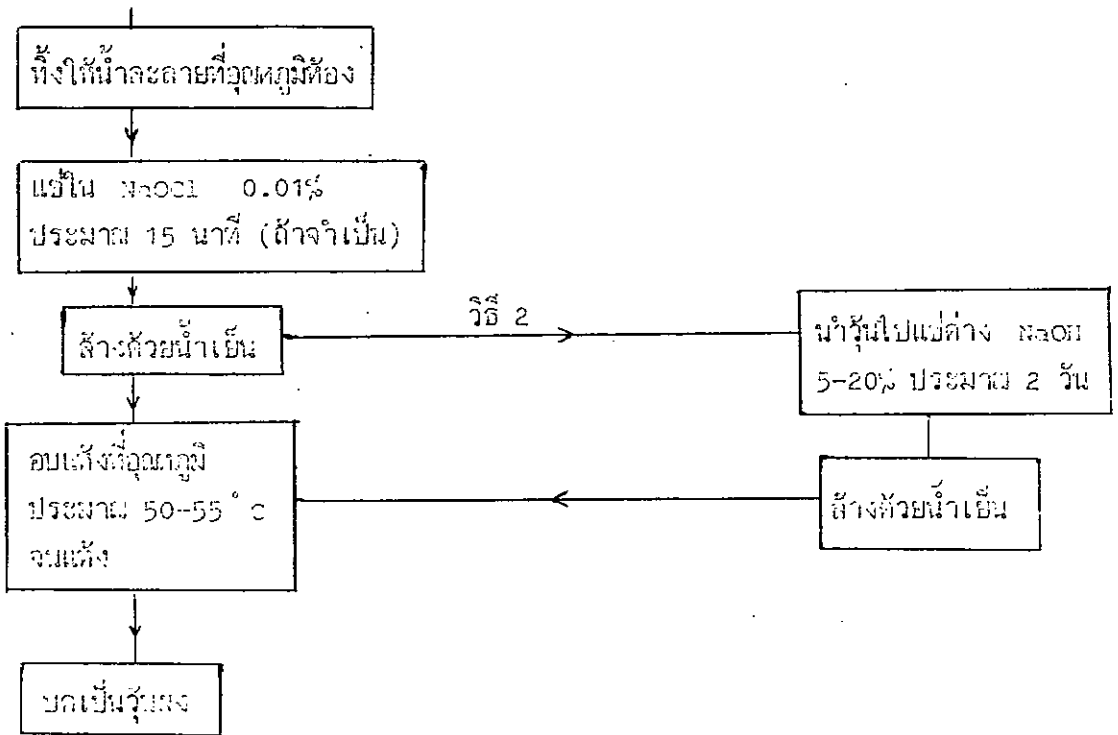 ทิ้งให้น้ำละลายที่อุณหภูมิห้อง
แช่ใน NaOCl 0.01%
ประมาณ 15 นาที (ถ้าจำเป็น)
ล้างด้วยน้ำเย็น
วิธี 2
นำวุ้นไปแช่ด่าง NaOH
5-20% ประมาณ 2 วัน
ล้างด้วยน้ำเย็น
อบแห้งที่อุณหภูมิ
ประมาณ 50-55°c
จนแห้ง
บดเป็นวุ้นผง